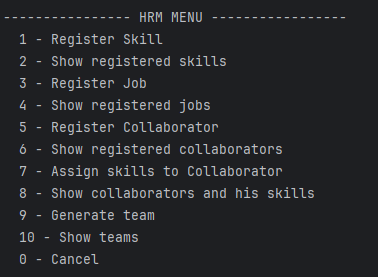 ---------------- HRM MENU -----------------
1 - Register Skill
2 - Show registered skills
3 - Register Job
4 - Show registered jobs
5 - Register Collaborator
6 - Show registered collaborators
7 - Assign skills to Collaborator
8 - Show collaborators and his skills
9 - Generate team
10 - Show teams
0 - Cancel